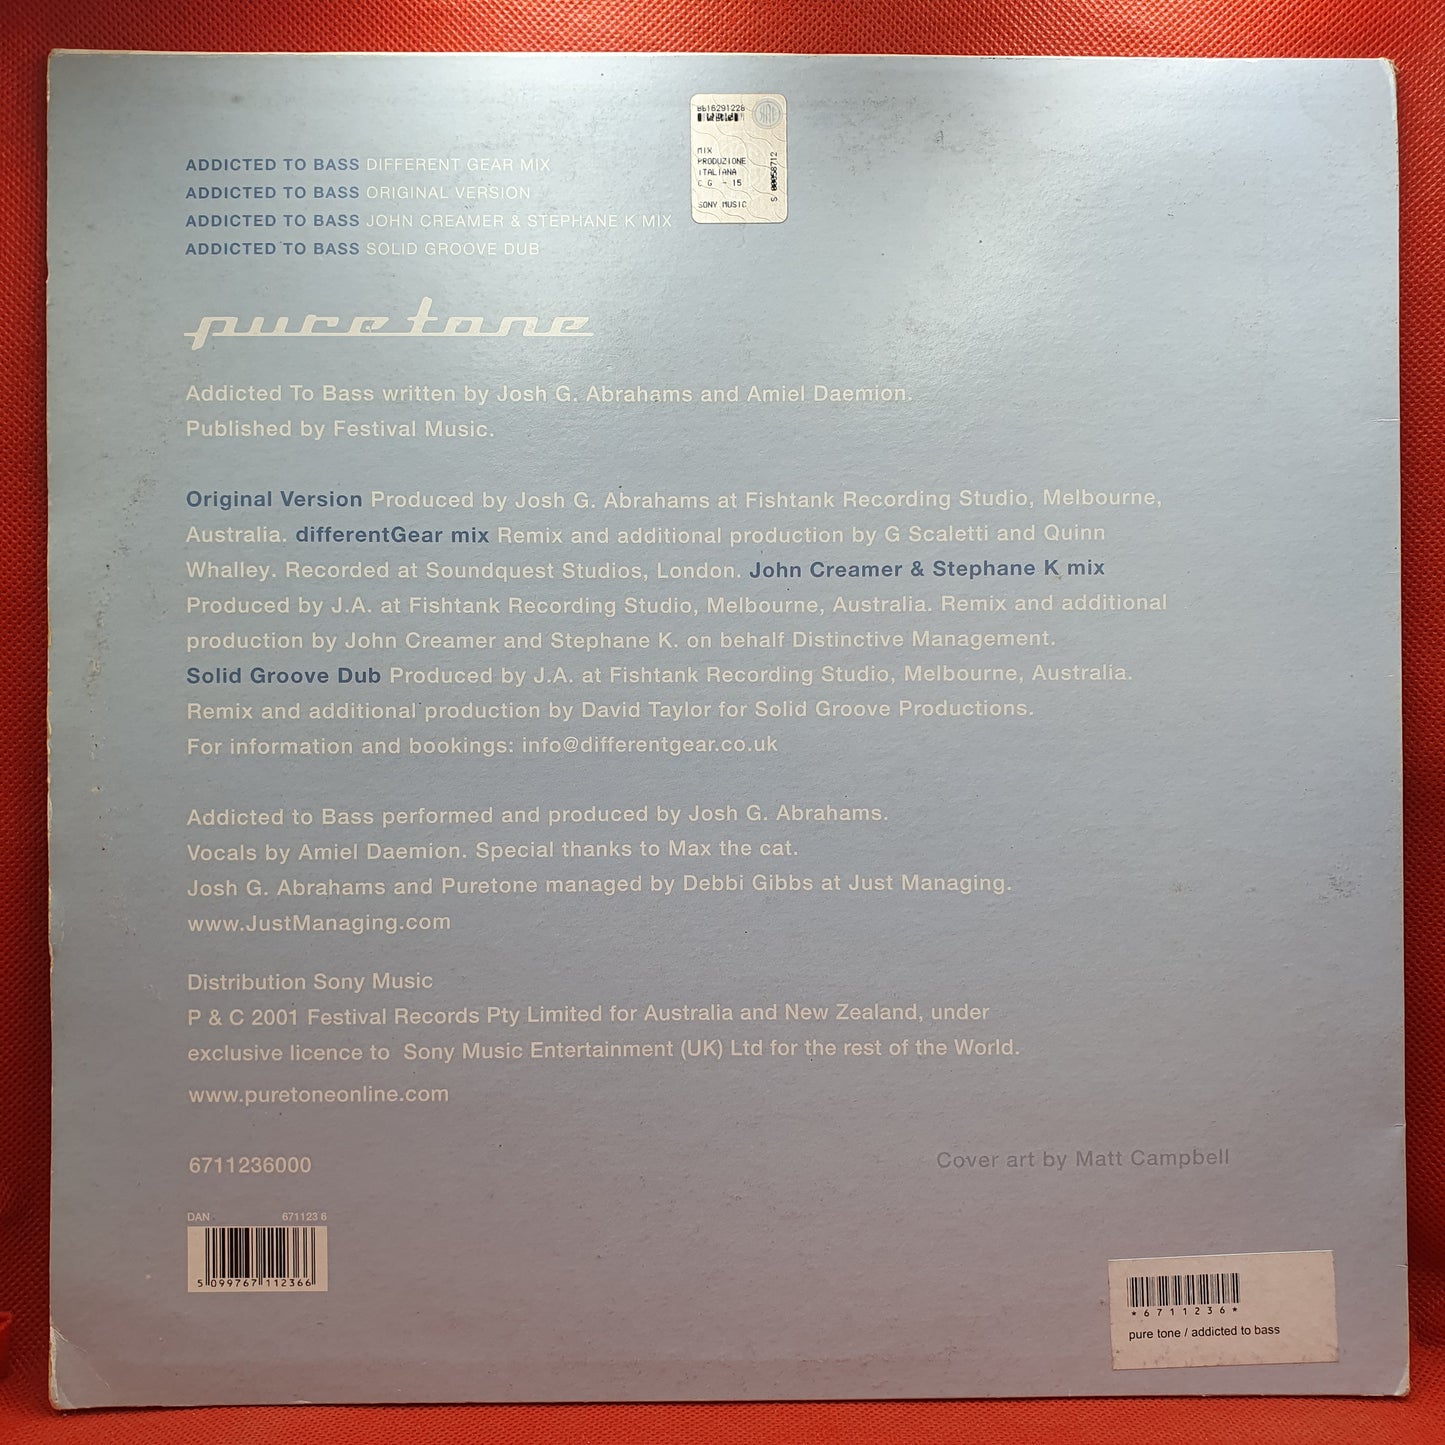 8616291226
SIAE
MIX
PRODUZIONE
ITALIANA
C G - 15
SONY MUSIC
S 00058712
ADDICTED TO BASS DIFFERENT GEAR MIX
ADDICTED TO BASS ORIGINAL VERSION
ADDICTED TO BASS JOHN CREAMER & STEPHANE K MIX
ADDICTED TO BASS SOLID GROOVE DUB
puretone
Addicted To Bass written by Josh G. Abrahams and Amiel Daemion.
Published by Festival Music.
Original Version Produced by Josh G. Abrahams at Fishtank Recording Studio, Melbourne,
Australia. differentGear mix Remix and additional production by G Scaletti and Quinn
Whalley. Recorded at Soundquest Studios, London. John Creamer & Stephane K mix
Produced by J.A. at Fishtank Recording Studio, Melbourne, Australia. Remix and additional
production by John Creamer and Stephane K. on behalf Distinctive Management.
Solid Groove Dub Produced by J.A. at Fishtank Recording Studio, Melbourne, Australia.
Remix and additional production by David Taylor for Solid Groove Productions.
For information and bookings: info@differentgear.co.uk
Addicted to Bass performed and produced by Josh G. Abrahams.
Vocals by Amiel Daemion. Special thanks to Max the cat.
Josh G. Abrahams and Puretone managed by Debbi Gibbs at Just Managing.
www.JustManaging.com
Distribution Sony Music
P & C 2001 Festival Records Pty Limited for Australia and New Zealand, under
exclusive licence to Sony Music Entertainment (UK) Ltd for the rest of the World.
www.puretoneonline.com
6711236000
Cover art by Matt Campbell
DAN 671123 6
5 099767 112366
*6711236*
pure tone / addicted to bass